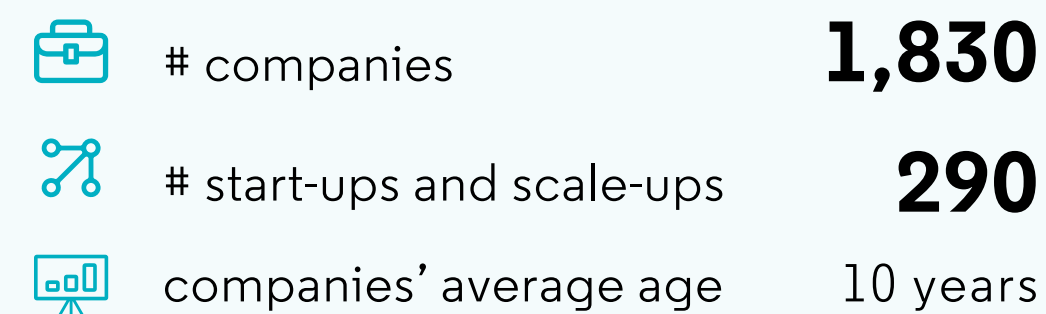 # companies 1,830
# start-ups and scale-ups 290
companies’ average age 10 years